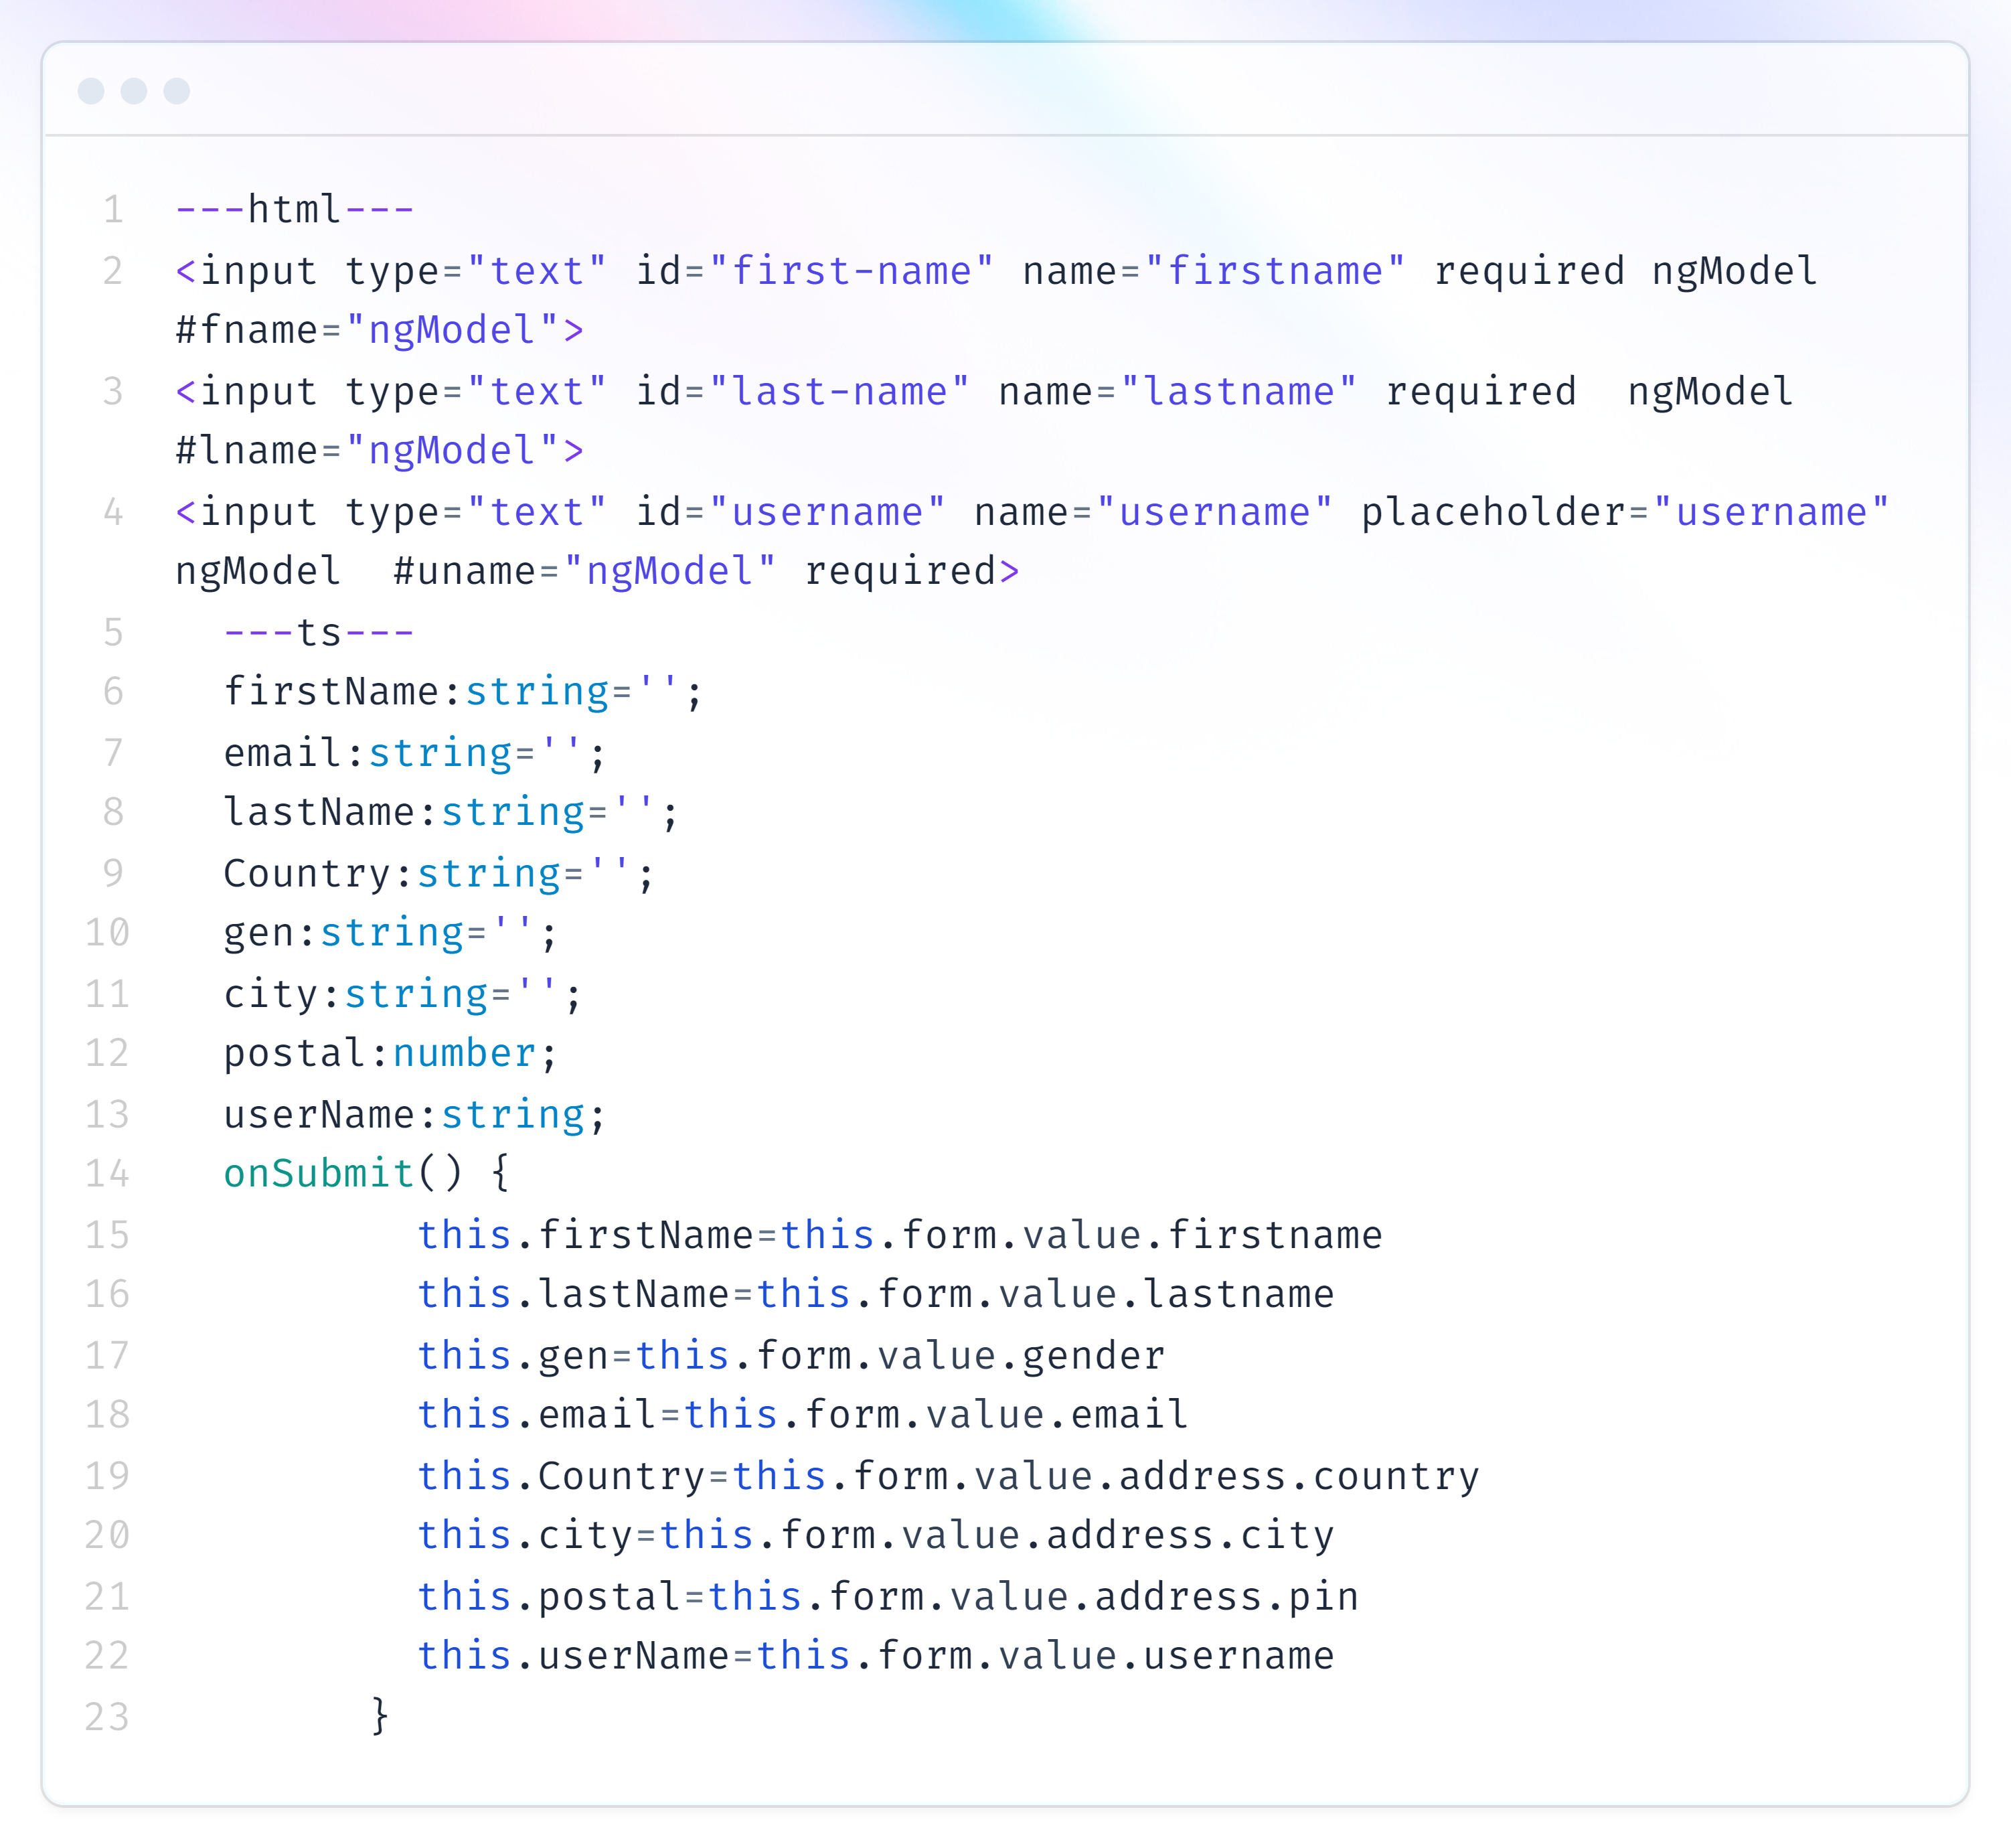 1 ---html---
2 <input type="text" id="first-name" name="firstname" required ngModel
#fname="ngModel">
3 <input type="text" id="last-name" name="lastname" required  ngModel
#lname="ngModel">
4 <input type="text" id="username" name="username" placeholder="username"
ngModel  #uname="ngModel" required>
5   ---ts---
6   firstName:string='';
7   email:string='';
8   lastName:string='';
9   Country:string='';
10   gen:string='';
11   city:string='';
12   postal:number;
13   userName:string;
14   onSubmit() {
15           this.firstName=this.form.value.firstname
16           this.lastName=this.form.value.lastname
17           this.gen=this.form.value.gender
18           this.email=this.form.value.email
19           this.Country=this.form.value.address.country
20           this.city=this.form.value.address.city
21           this.postal=this.form.value.address.pin
22           this.userName=this.form.value.username
23         }